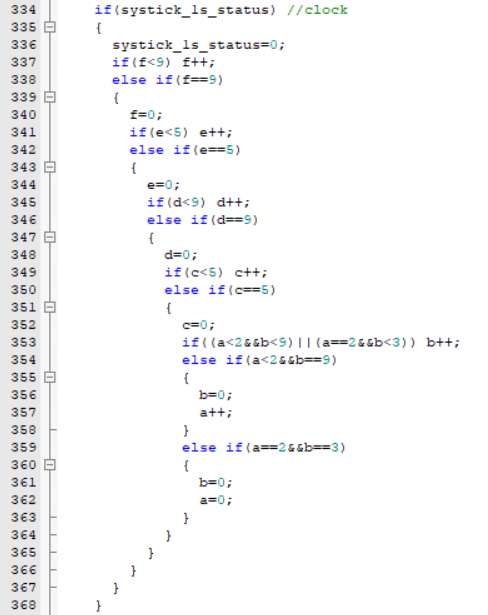 334 if(systick_1s_status) //clock
335 {
336 systick_1s_status=0;
337 if(f<9) f++;
338 else if(f==9)
339 {
340 f=0;
341 if(e<5) e++;
342 else if(e==5)
343 {
344 e=0;
345 if(d<9) d++;
346 else if(d==9)
347 {
348 d=0;
349 if(c<5) c++;
350 else if(c==5)
351 {
352 c=0;
353 if((a<2&&b<9)||(a==2&&b<3)) b++;
354 else if(a<2&&b==9)
355 {
356 b=0;
357 a++;
358 }
359 else if(a==2&&b==3)
360 {
361 b=0;
362 a=0;
363 }
364 }
365 }
366 }
367 }
368 }